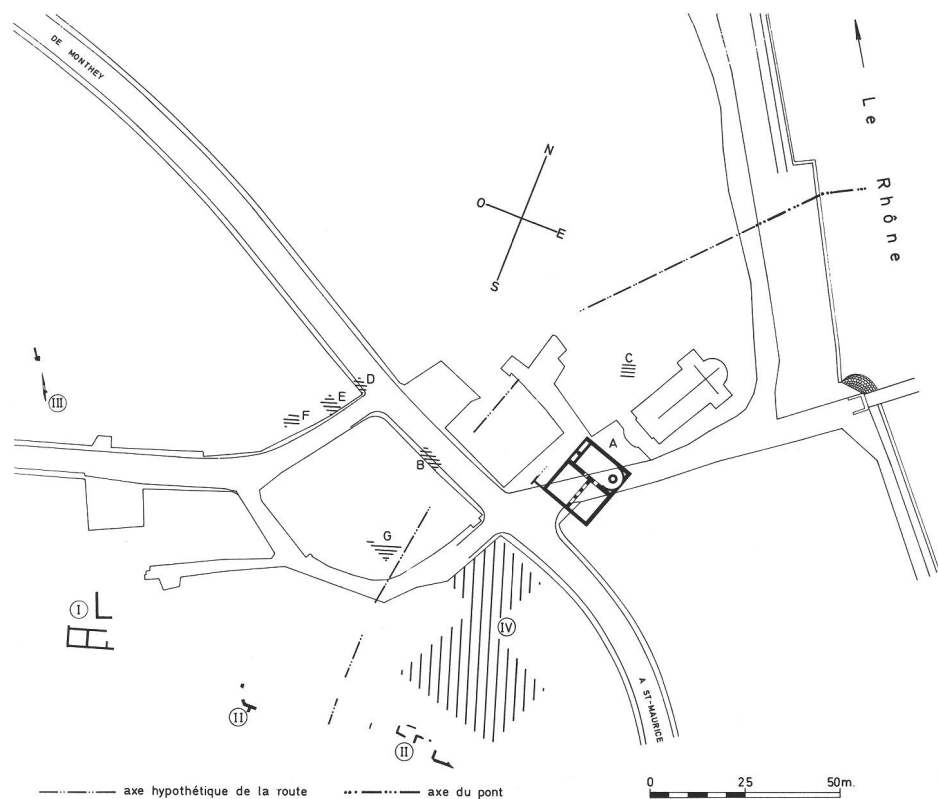 DE MONTHEY
Le Rhône
N
O
E
S
C
A
D
E
F
B
G
III
I
II
II
IV
A ST-MAURICE
axe hypothétique de la route
axe du pont
0 25 50m.